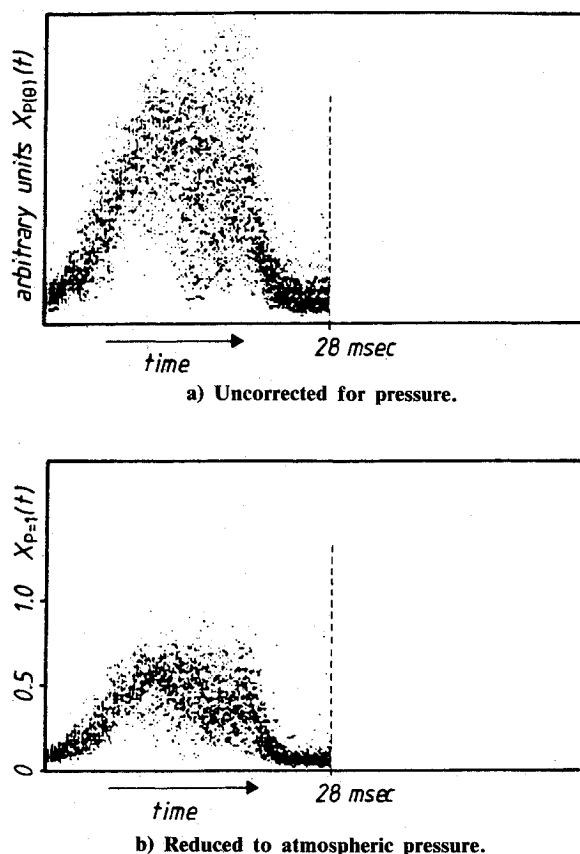 arbitrary units X_P(θ)(t)
time
28 msec
a) Uncorrected for pressure.
X_P=1(t)
1.0
0.5
0
time
28 msec
b) Reduced to atmospheric pressure.